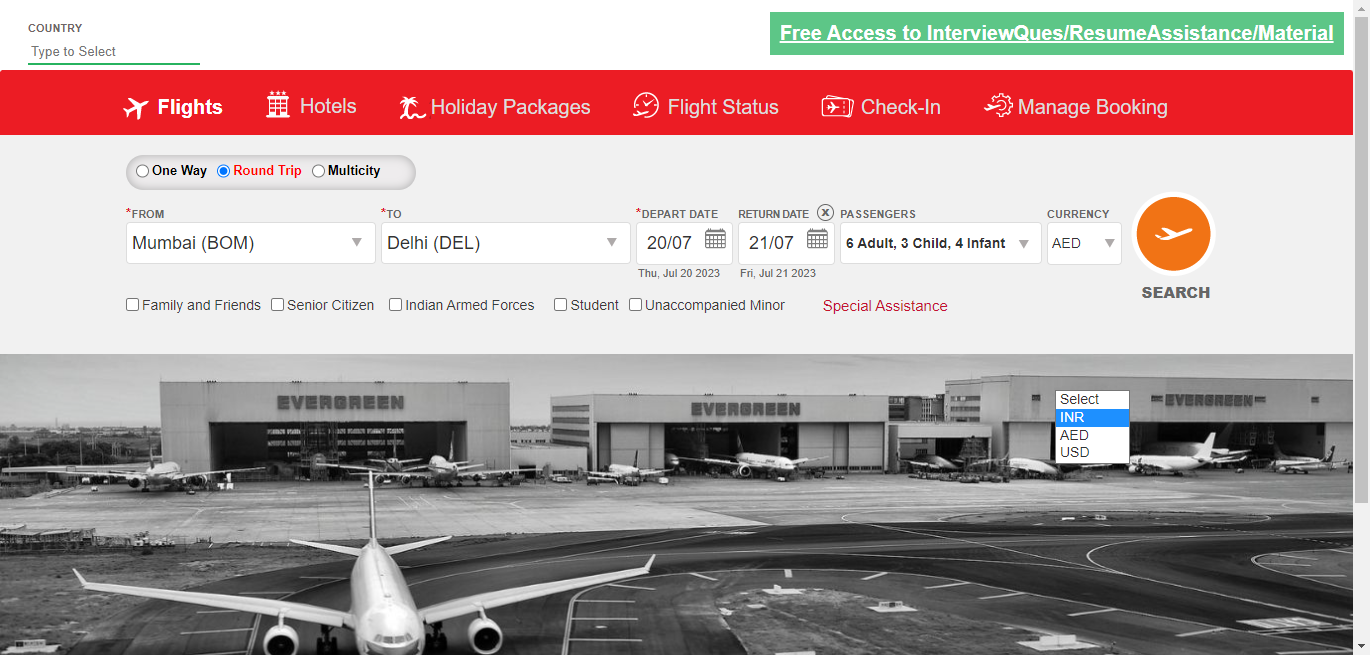 COUNTRY
Type to Select
Free Access to InterviewQues/ResumeAssistance/Material
Flights
Hotels
Holiday Packages
Flight Status
Check-In
Manage Booking
One Way
Round Trip
Multicity
*FROM
*TO
*DEPART DATE
RETURN DATE
X
PASSENGERS
CURRENCY
Mumbai (BOM)
Delhi (DEL)
20/07
21/07
6 Adult, 3 Child, 4 Infant
AED
Thu, Jul 20 2023
Fri, Jul 21 2023
SEARCH
Family and Friends
Senior Citizen
Indian Armed Forces
Student
Unaccompanied Minor
Special Assistance
EVERGREEN
EVERGREEN
EVERGREEN
Select
INR
AED
USD